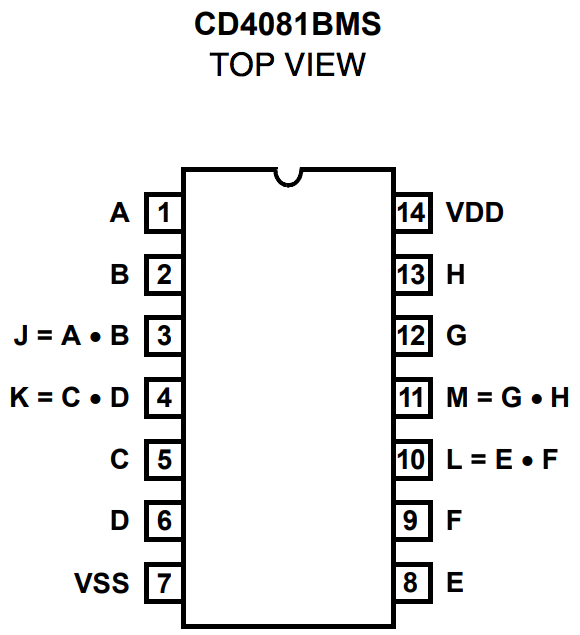 CD4081BMS
TOP VIEW
A 1 14 VDD
B 2 13 H
J = A • B 3 12 G
K = C • D 4 11 M = G • H
C 5 10 L = E • F
D 6 9 F
VSS 7 8 E